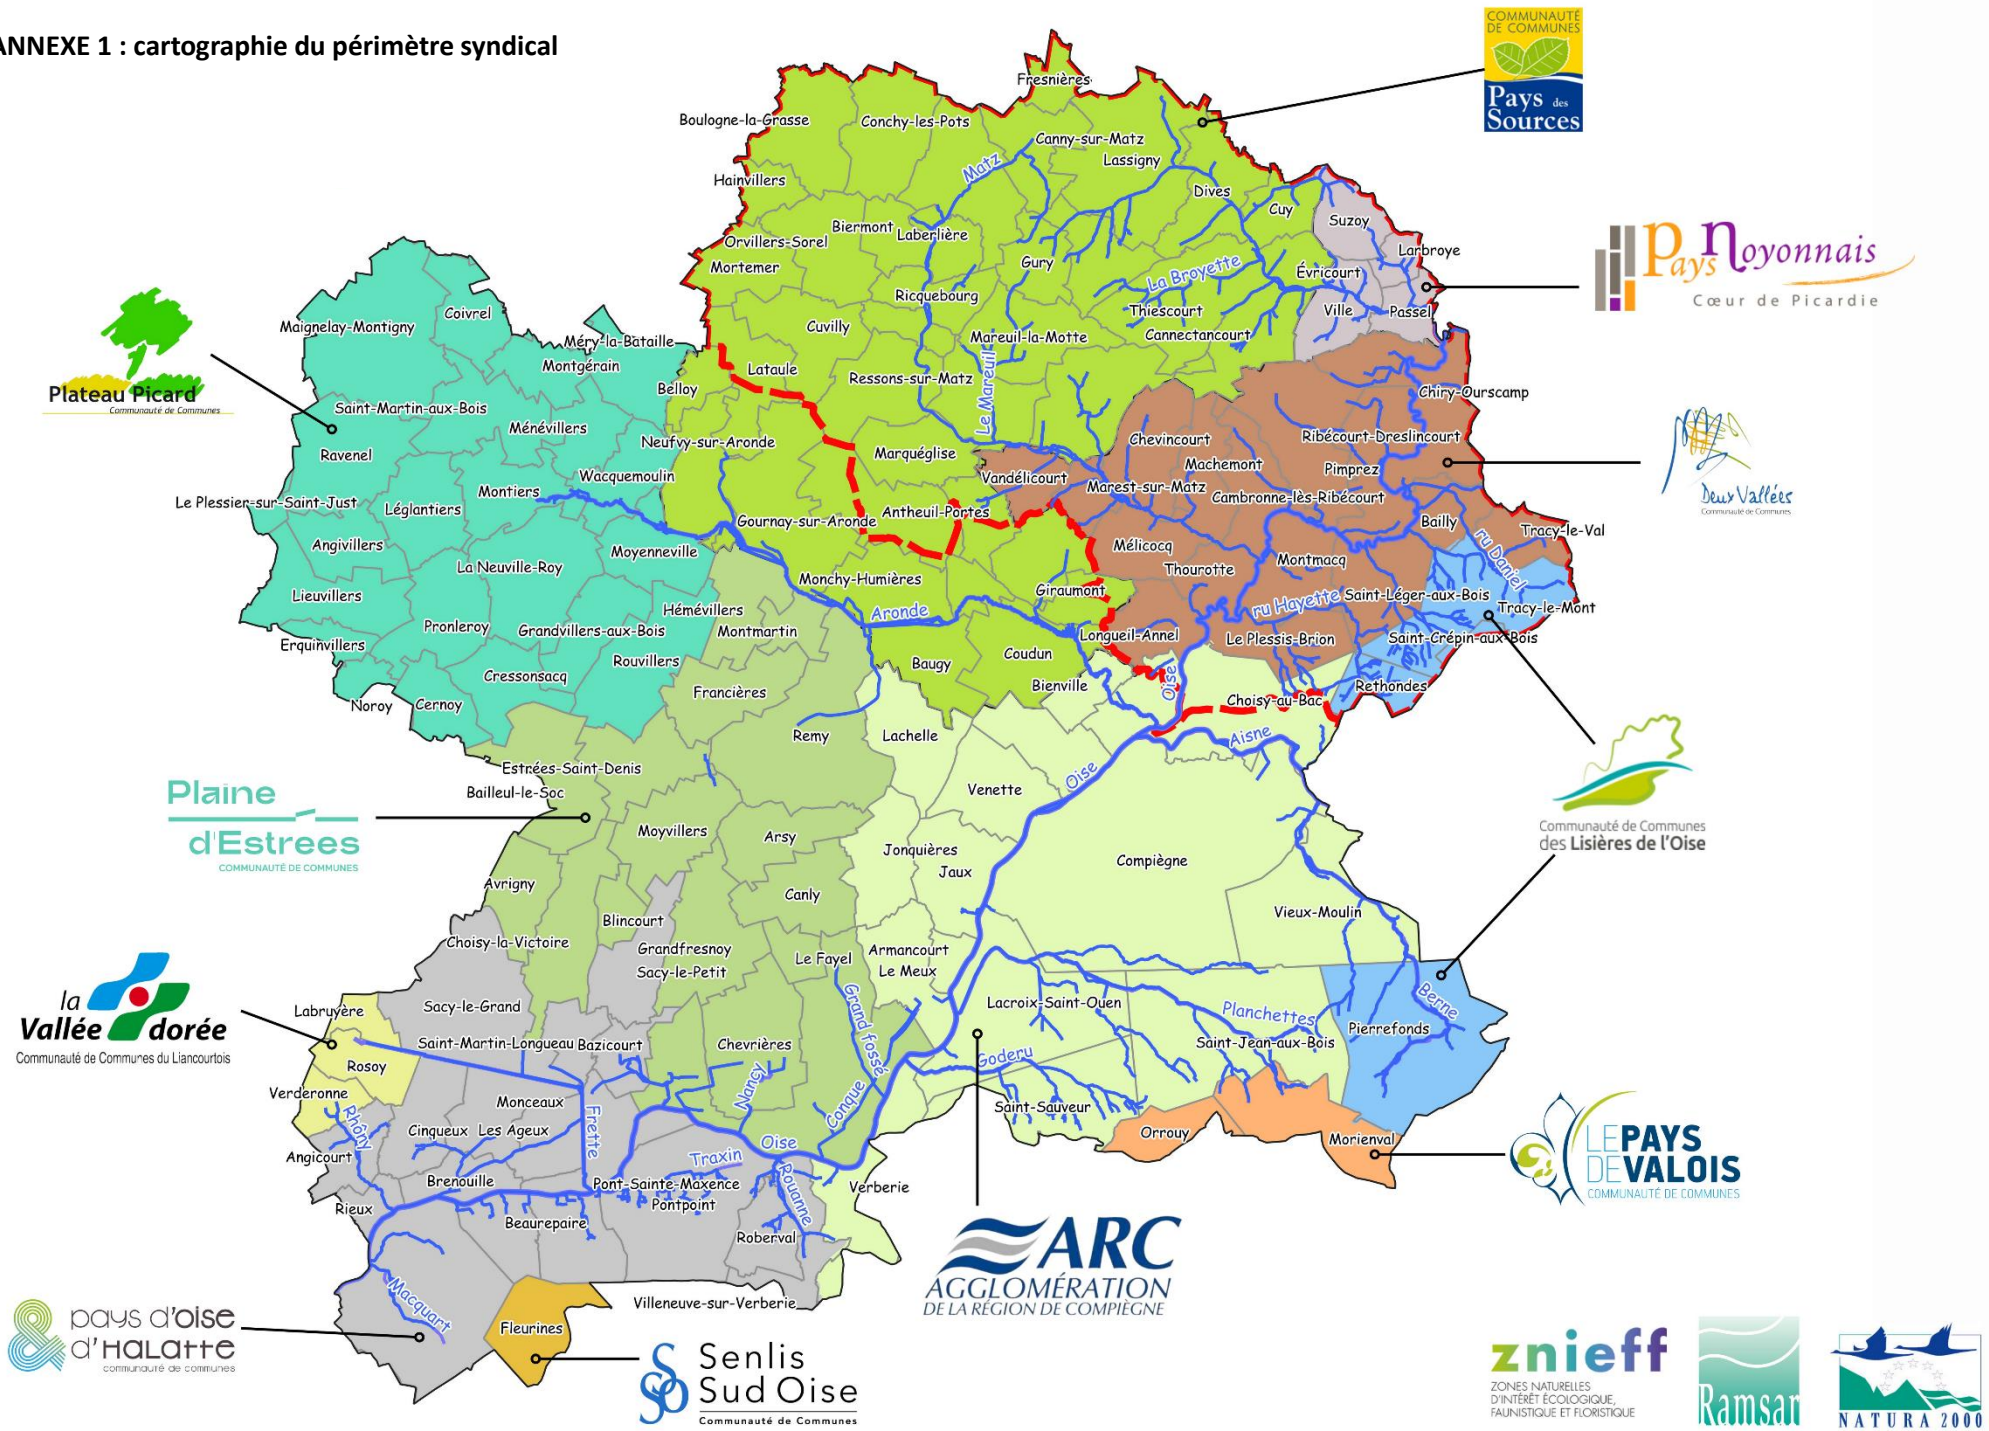 ANNEXE 1 : cartographie du périmètre syndical
COMMUNAUTÉ
DE COMMUNES
Pays des
Sources
Fresnières
Boulogne-la-Grasse
Conchy-les-Pots
Canny-sur-Matz
Lassigny
Matz
Hainvillers
Dives
Cuy
Suzoy
Biermont
Laberlière
Orvillers-Sorel
Mortemer
Gury
La Broyette
Évricourt
Larbroye
Pays Noyonnais
Cœur de Picardie
Ricquebourg
Thiescourt
Ville
Passel
Maignelay-Montigny
Coivrel
Cuvilly
Mareuil-la-Motte
Cannectancourt
Méry-la-Bataille
Montgérain
Lataule
Belloy
Ressons-sur-Matz
Le Mareuil
Chiry-Ourscamp
Plateau Picard
Communauté de Communes
Saint-Martin-aux-Bois
Ménévillers
Neufvy-sur-Aronde
Marquéglise
Chevincourt
Ribécourt-Dreslincourt
Ravenel
Wacquemoulin
Vandélicourt
Machemont
Pimprez
Marest-sur-Matz
Cambronne-lès-Ribécourt
Deux Vallées
Communauté de Communes
Le Plessier-sur-Saint-Just
Montiers
Léglantiers
Gournay-sur-Aronde
Antheuil-Portes
Bailly
Tracy-le-Val
ru Daniel
Angivillers
Moyenneville
Mélicocq
Thourotte
Montmacq
La Neuville-Roy
Monchy-Humières
Giraumont
ru Hayette
Saint-Léger-aux-Bois
Tracy-le-Mont
Lieuvillers
Hémévillers
Aronde
Pronleroy
Grandvillers-aux-Bois
Montmartin
Longueil-Annel
Le Plessis-Brion
Saint-Crépin-aux-Bois
Erquinvillers
Rouvillers
Baugy
Coudun
Cressonsacq
Francières
Bienville
Oise
Choisy-au-Bac
Rethondes
Noroy
Cernoy
Remy
Lachelle
Aisne
Estrées-Saint-Denis
Bailleul-le-Soc
Venette
Oise
Plaine
d'Estrees
COMMUNAUTÉ DE COMMUNES
Moyvillers
Arsy
Jonquières
Jaux
Compiègne
Communauté de Communes
des Lisières de l'Oise
Avrigny
Canly
Blincourt
Vieux-Moulin
Choisy-la-Victoire
Grandfresnoy
Sacy-le-Petit
Le Fayel
Armancourt
Le Meux
la
Vallée dorée
Communauté de Communes du Liancourtois
Labruyère
Sacy-le-Grand
Grand fossé
Lacroix-Saint-Ouen
Planchettes
Berne
Pierrefonds
Saint-Martin-Longueau
Bazicourt
Chevrières
Saint-Jean-aux-Bois
Rosoy
Goderu
Verderonne
Rhôny
Monceaux
Frette
Nancy
Conque
Saint-Sauveur
Cinqueux
Les Ageux
Oise
Orrouy
Morienval
LE PAYS
DE VALOIS
COMMUNAUTÉ DE COMMUNES
Angicourt
Traxin
Rouanne
Brenouille
Pont-Sainte-Maxence
Pontpoint
Verberie
Rieux
Beaurepaire
Roberval
ARC
AGGLOMÉRATION
DE LA RÉGION DE COMPIÈGNE
Macquart
Villeneuve-sur-Verberie
Fleurines
pays d'oise
& d'HALATTE
communauté de communes
SSO
Senlis
Sud Oise
Communauté de Communes
znieff
ZONES NATURELLES
D'INTÉRÊT ÉCOLOGIQUE,
FAUNISTIQUE ET FLORISTIQUE
Ramsar
NATURA 2000